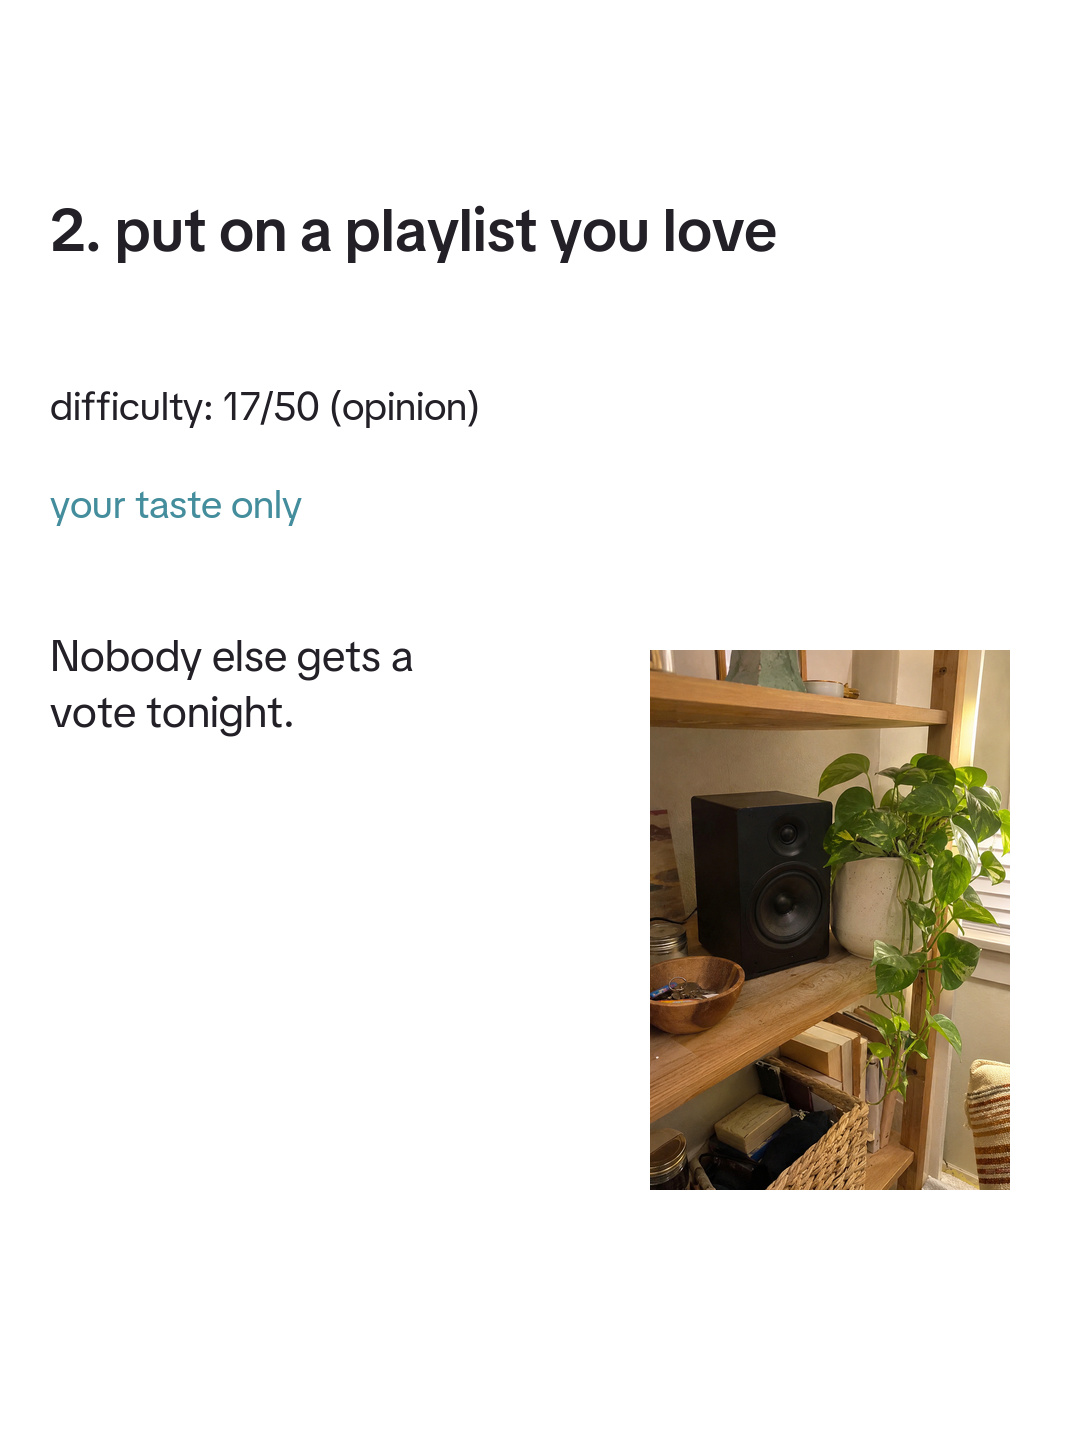 2. put on a playlist you love
difficulty: 17/50 (opinion)
your taste only
Nobody else gets a
vote tonight.